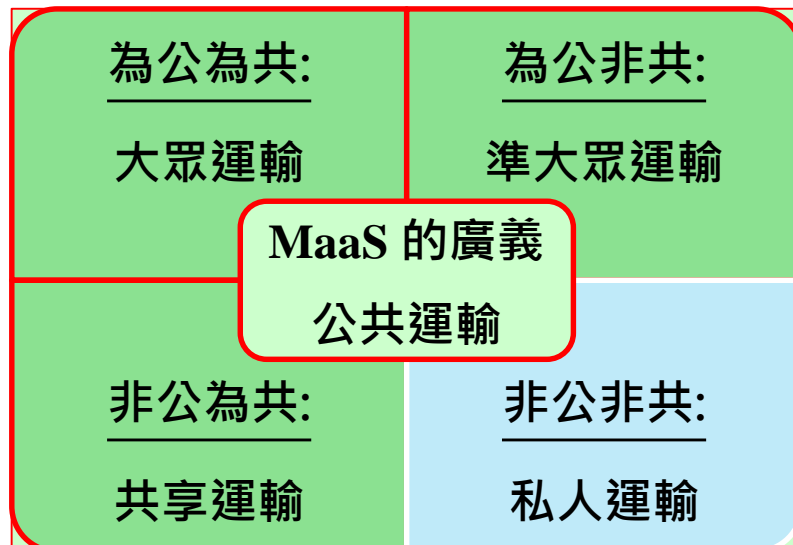 為公為共:
大眾運輸
為公非共:
準大眾運輸
MaaS 的廣義
公共運輸
非公為共:
共享運輸
非公非共:
私人運輸